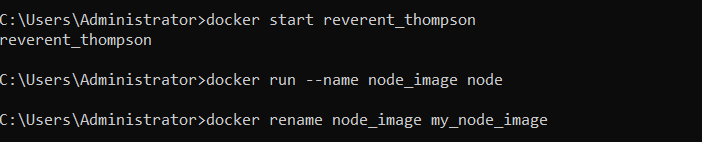 C:\Users\Administrator>docker start reverent_thompson
reverent_thompson
C:\Users\Administrator>docker run --name node_image node
C:\Users\Administrator>docker rename node_image my_node_image